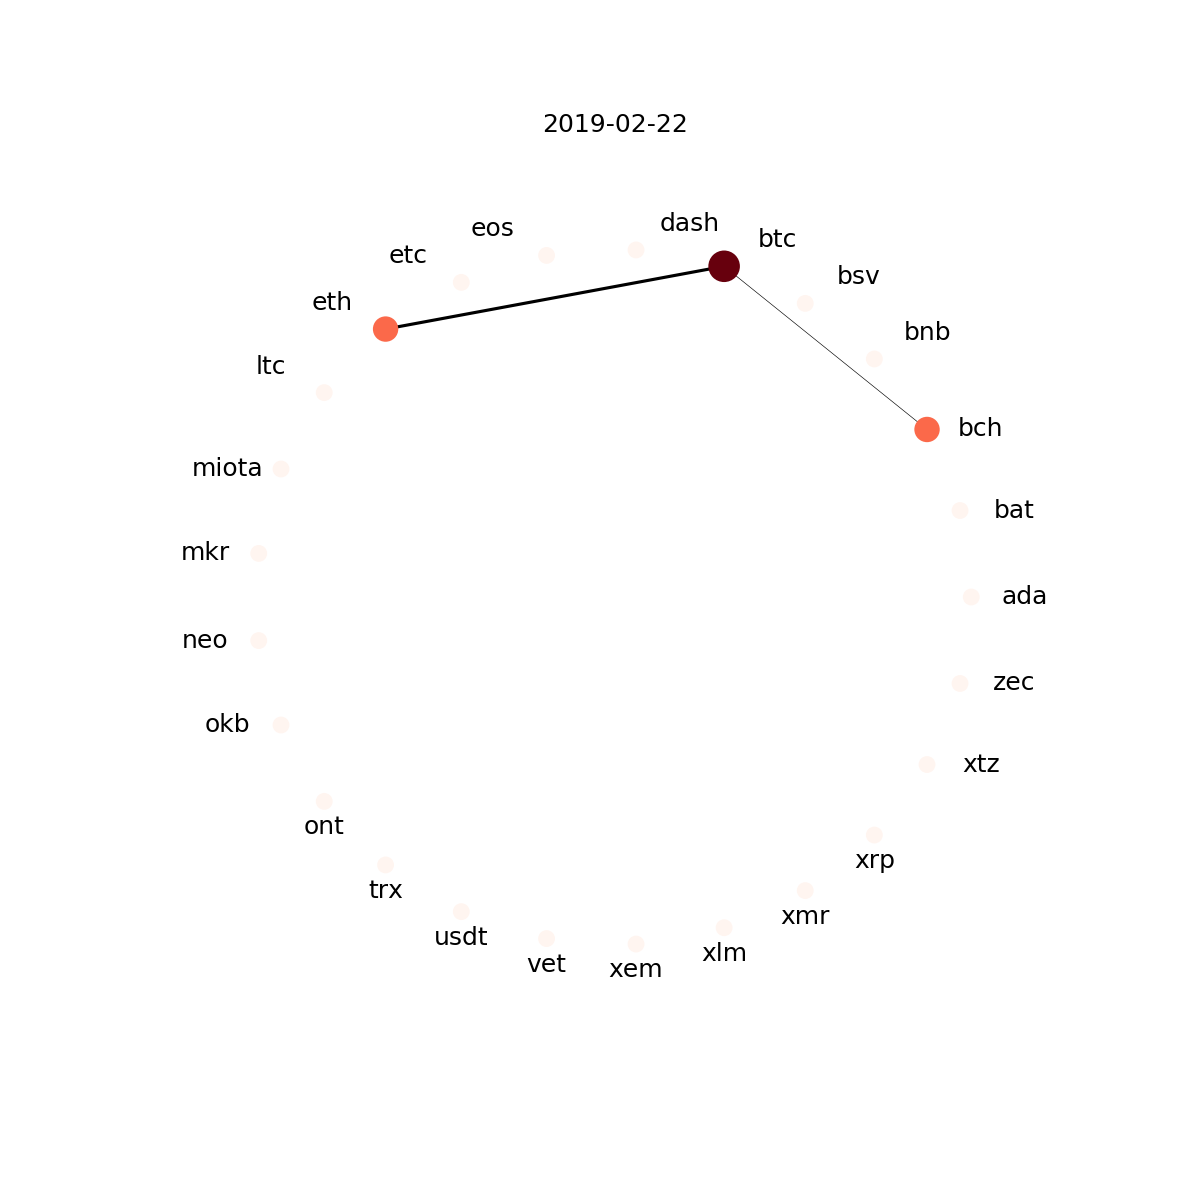 2019-02-22
dash
eos
btc
etc
bsv
eth
bnb
ltc
bch
miota
bat
mkr
ada
neo
zec
okb
xtz
ont
xrp
trx
xmr
usdt
xlm
vet
xem